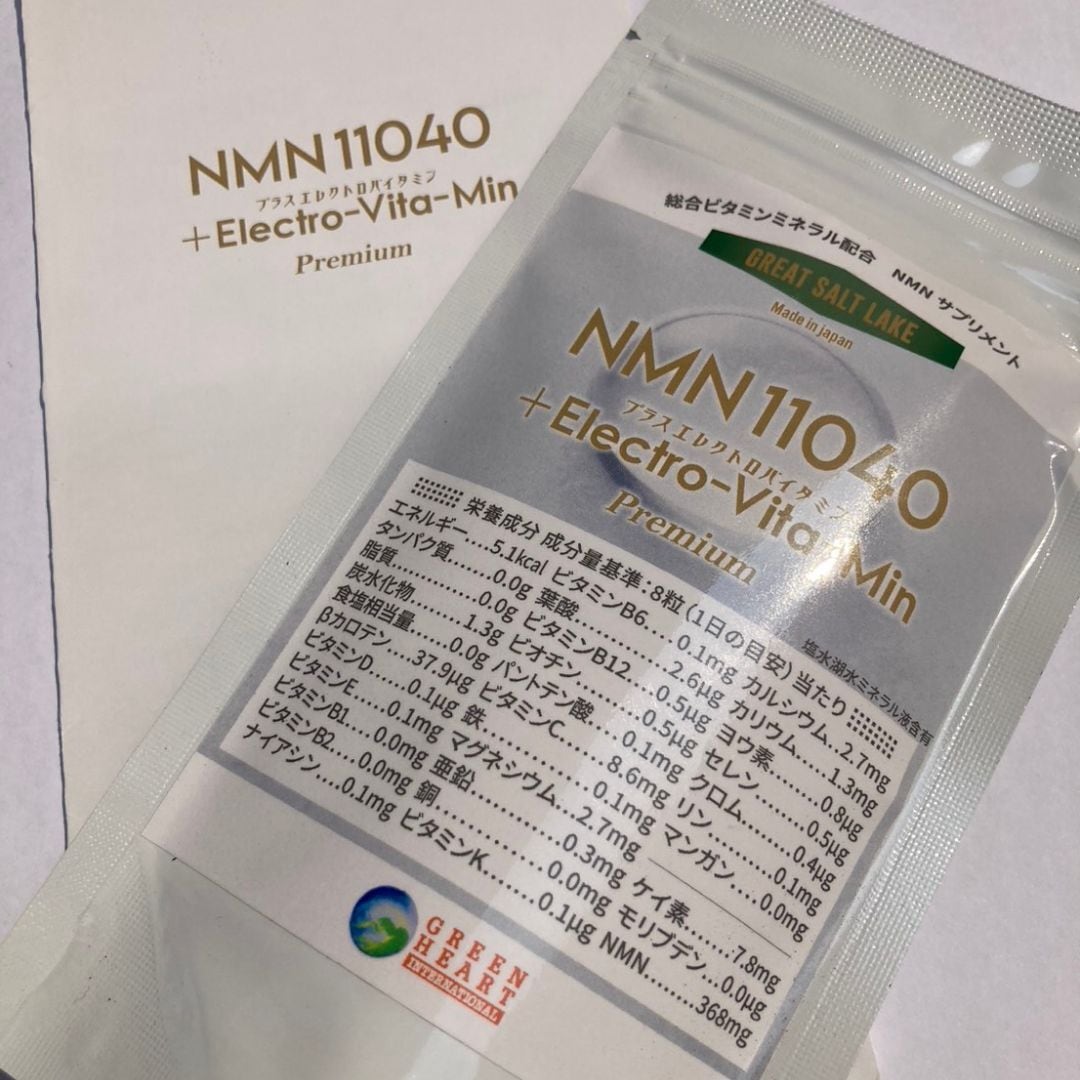 NMN 11040
プラスエレクトロバイタミン
+Electro-Vita-Min
Premium
総合ビタミンミネラル配合 NMN サプリメント
GREAT SALT LAKE
Made in japan
NMN 11040
プラスエレクトロバイタミン
+Electro-Vita-Min
Premium
塩水湖水ミネラル液含有
栄養成分 成分量基準:8粒(1日の目安)当たり
エネルギー....5.1kcal ビタミンB6....0.1mg カルシウム..2.7mg
タンパク質......0.0g 葉酸............2.6µg カリウム.....1.3mg
脂質..............0.0g ビタミンB12...0.5µg ヨウ素........0.8µg
炭水化物........1.3g ビオチン........0.5µg セレン........0.5µg
食塩相当量......0.0g パントテン酸...0.1mg クロム........0.4µg
βカロテン....37.9µg ビタミンC......8.6mg リン...........0.1mg
ビタミンD.......0.1µg 鉄...............0.1mg マンガン....0.0mg
ビタミンE......0.1mg マグネシウム..2.7mg
ビタミンB1....0.0mg 亜鉛............0.3mg ケイ素........7.8mg
ビタミンB2....0.0mg 銅...............0.0mg モリブデン...0.0µg
ナイアシン....0.1mg ビタミンK......0.1µg NMN........368mg
GREEN
HEART
INTERNATIONAL